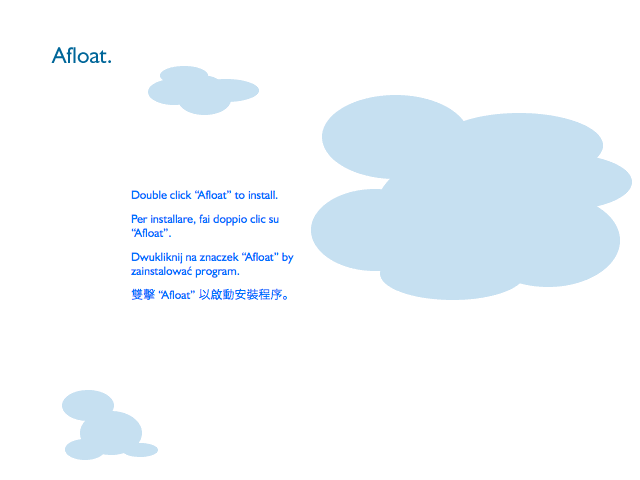 Afloat.
Double click “Afloat” to install.
Per installare, fai doppio clic su
“Afloat”.
Dwukliknij na znaczek “Afloat” by
zainstalować program.
雙擊 “Afloat” 以啟動安裝程序。